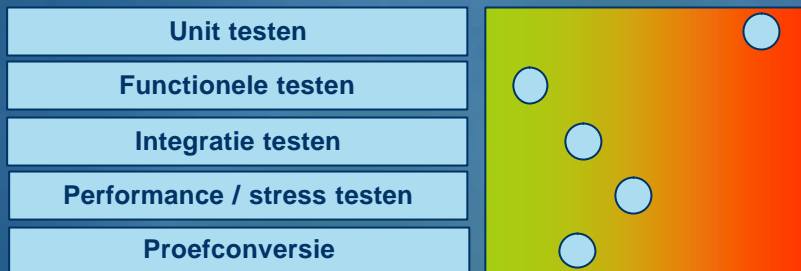 Unit testen
Functionele testen
Integratie testen
Performance / stress testen
Proefconversie